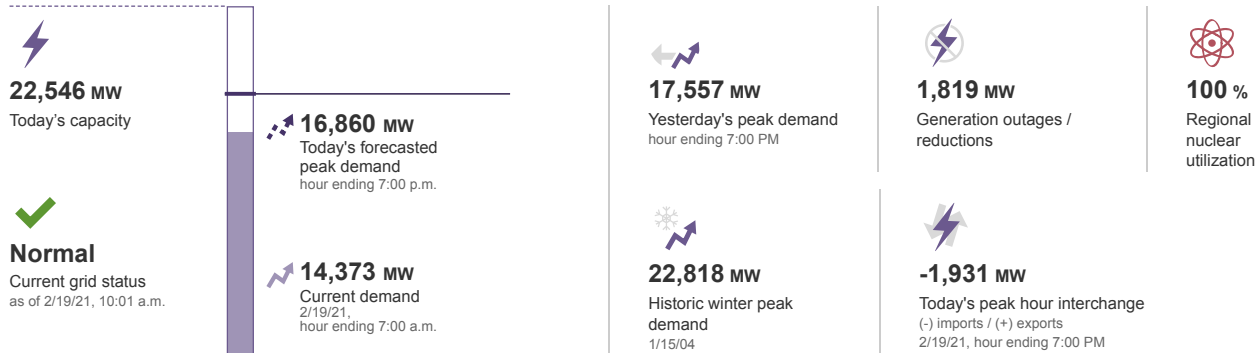 22,546 MW
Today's capacity
Normal
Current grid status
as of 2/19/21, 10:01 a.m.
16,860 MW
Today's forecasted
peak demand
hour ending 7:00 p.m.
14,373 MW
Current demand
2/19/21,
hour ending 7:00 a.m.
17,557 MW
Yesterday's peak demand
hour ending 7:00 PM
1,819 MW
Generation outages /
reductions
100 %
Regional
nuclear
utilization
22,818 MW
Historic winter peak
demand
1/15/04
-1,931 MW
Today's peak hour interchange
(-) imports / (+) exports
2/19/21, hour ending 7:00 PM